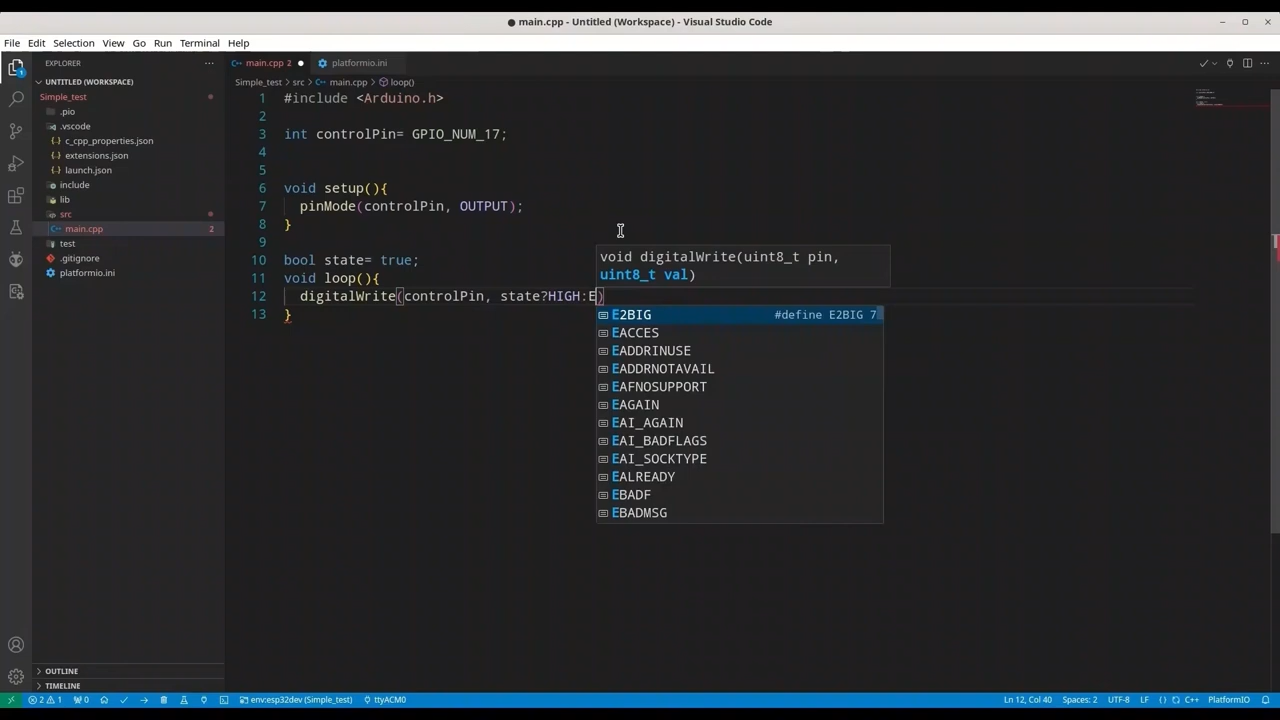 ● main.cpp - Untitled (Workspace) - Visual Studio Code
File Edit Selection View Go Run Terminal Help
EXPLORER
UNTITLED (WORKSPACE)
Simple_test
.pio
.vscode
c_cpp_properties.json
extensions.json
launch.json
include
lib
src
main.cpp 2
test
.gitignore
platformio.ini
OUTLINE
TIMELINE
1
main.cpp 2 ● platformio.ini
Simple_test > src > main.cpp > loop()
1 #include <Arduino.h>
2
3 int controlPin= GPIO_NUM_17;
4
5
6 void setup(){
7 pinMode(controlPin, OUTPUT);
8 }
9
10 bool state= true;
11 void loop(){
12 digitalWrite(controlPin, state?HIGH:E)
13 }
void digitalWrite(uint8_t pin,
uint8_t val)
E2BIG #define E2BIG 7
EACCES
EADDRINUSE
EADDRNOTAVAIL
EAFNOSUPPORT
EAGAIN
EAI_AGAIN
EAI_BADFLAGS
EAI_SOCKTYPE
EALREADY
EBADF
EBADMSG
2 1 0 env:esp32dev (Simple_test) ttyACM0 Ln 12, Col 40 Spaces: 2 UTF-8 LF {} C++ PlatformIO